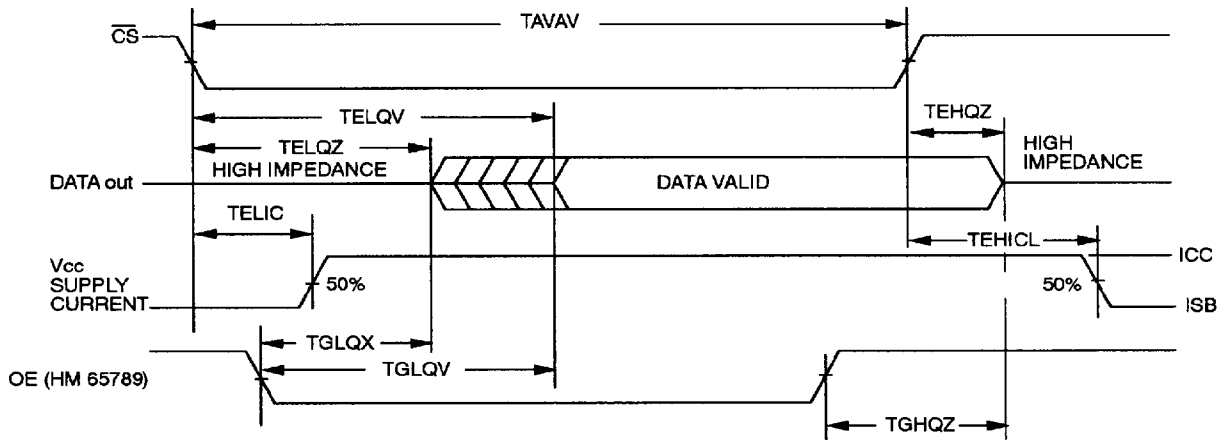 TAVAV
CS
TELQV
TEHQZ
TELQZ
HIGH IMPEDANCE
HIGH
IMPEDANCE
DATA out
DATA VALID
TELIC
TEHICL
Vcc
SUPPLY
CURRENT
50%
50%
ICC
ISB
TGLQX
TGLQV
OE (HM 65789)
TGHQZ